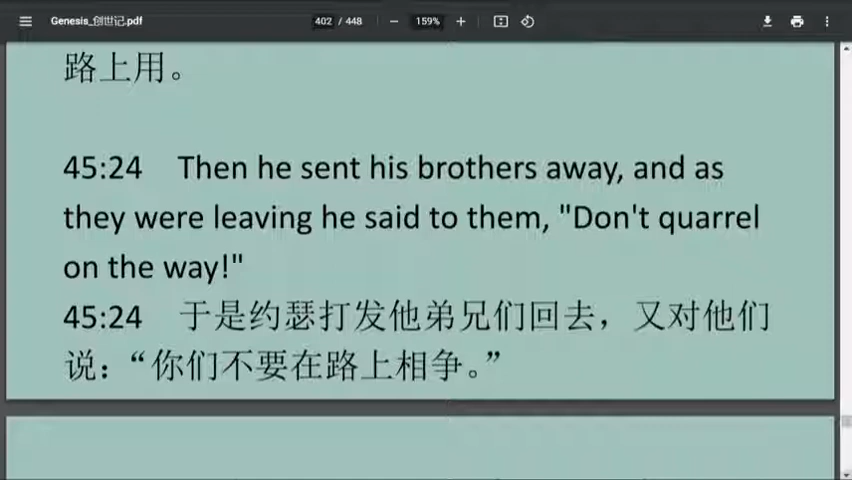 Genesis_创世记.pdf
402 / 448
159%
路上用。
45:24 Then he sent his brothers away, and as
they were leaving he said to them, "Don't quarrel
on the way!"
45:24 于是约瑟打发他弟兄们回去，又对他们
说：“你们不要在路上相争。”